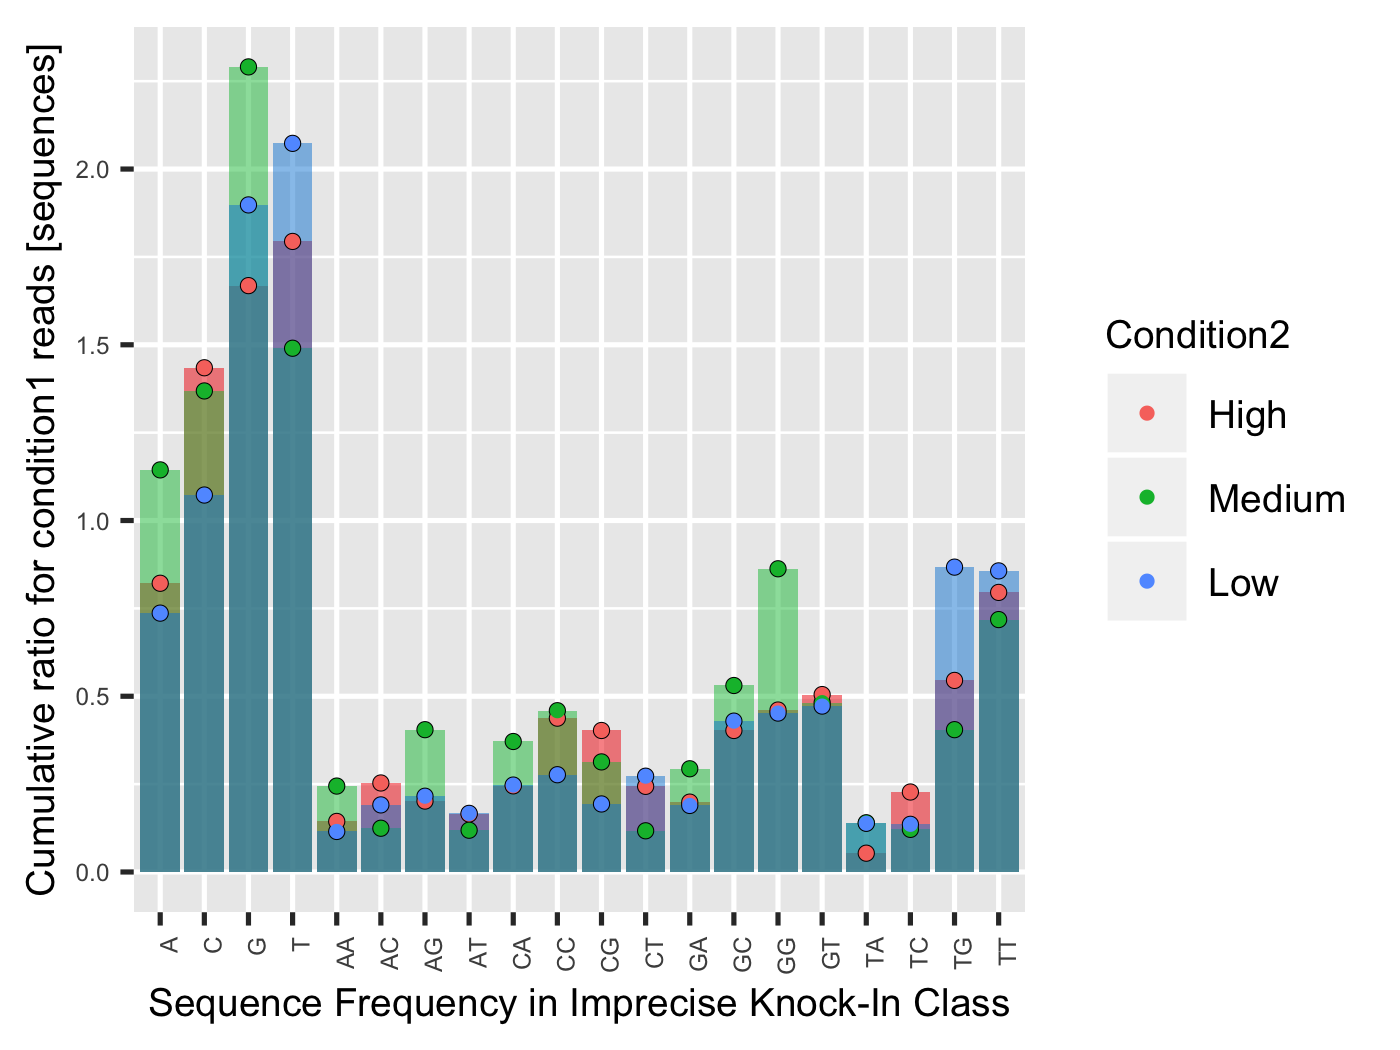 Cumulative ratio for condition1 reads [sequences]
2.0
1.5
1.0
0.5
0.0
A C G T AA AC AG AT CA CC CG CT GA GC GG GT TA TC TG TT
Sequence Frequency in Imprecise Knock-In Class
Condition2
High
Medium
Low